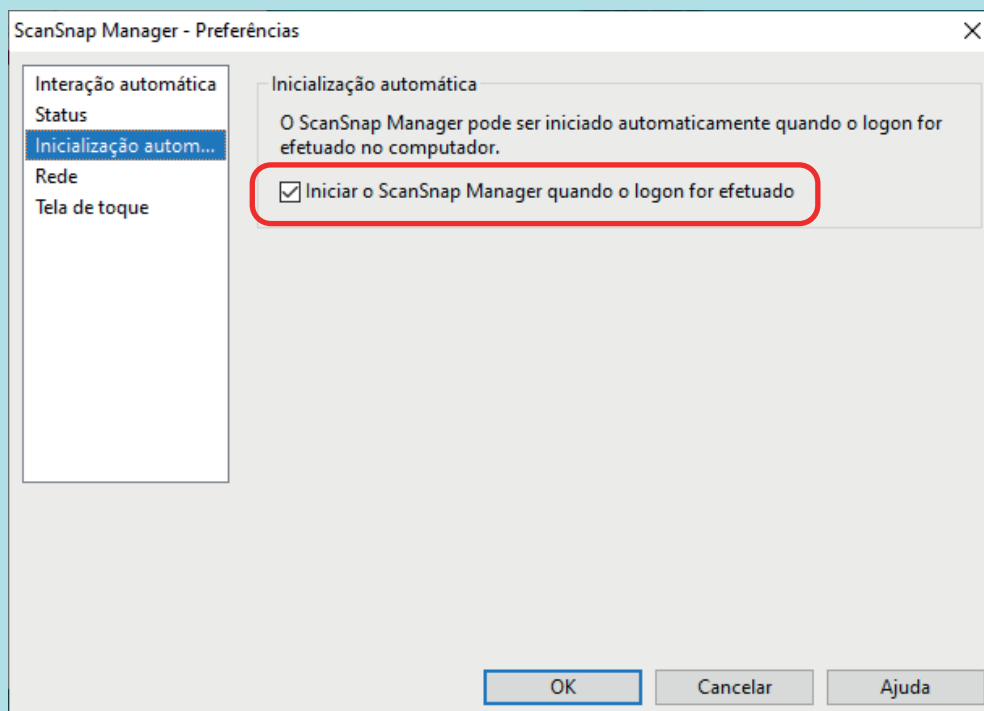 ScanSnap Manager - Preferências
Interação automática
Status
Inicialização autom...
Rede
Tela de toque
Inicialização automática
O ScanSnap Manager pode ser iniciado automaticamente quando o logon for
efetuado no computador.
Iniciar o ScanSnap Manager quando o logon for efetuado
OK
Cancelar
Ajuda